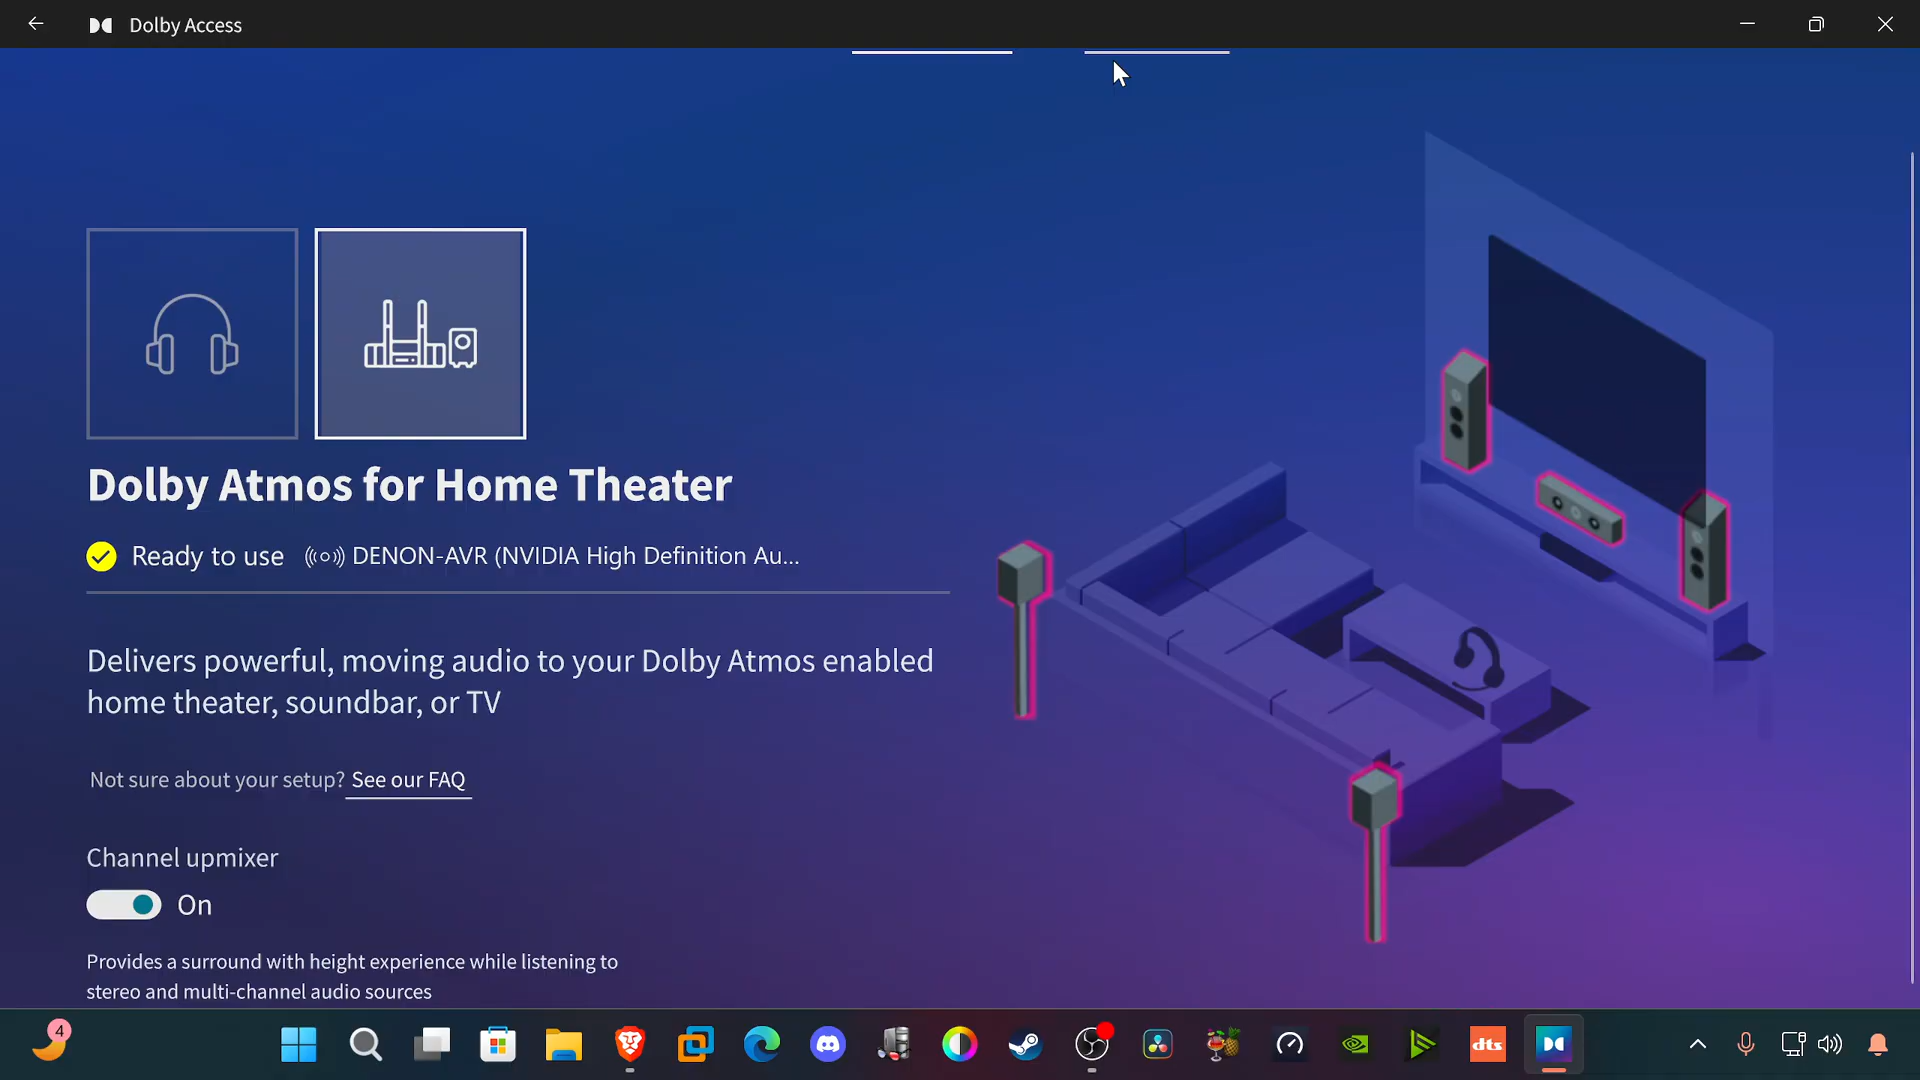 Dolby Access
Dolby Atmos for Home Theater
Ready to use DENON-AVR (NVIDIA High Definition Au...
Delivers powerful, moving audio to your Dolby Atmos enabled
home theater, soundbar, or TV
Not sure about your setup? See our FAQ
Channel upmixer
On
Provides a surround with height experience while listening to
stereo and multi-channel audio sources
4
dts